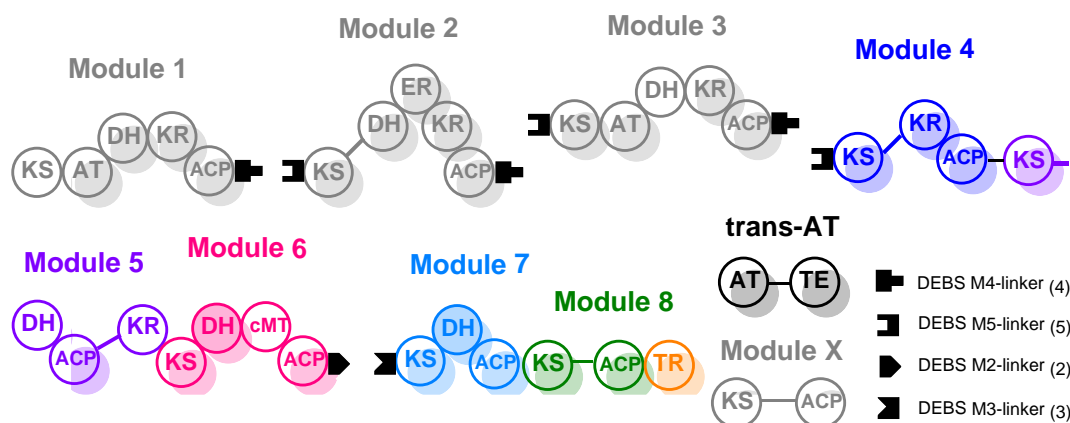 Module 1
KS AT DH KR ACP
Module 2
KS DH ER KR ACP
Module 3
KS AT DH KR ACP
Module 4
KS KR ACP KS
Module 5
DH ACP KR
Module 6
KS DH cMT ACP
Module 7
KS DH ACP
Module 8
KS ACP TR
trans-AT
AT TE
Module X
KS ACP
DEBS M4-linker (4)
DEBS M5-linker (5)
DEBS M2-linker (2)
DEBS M3-linker (3)